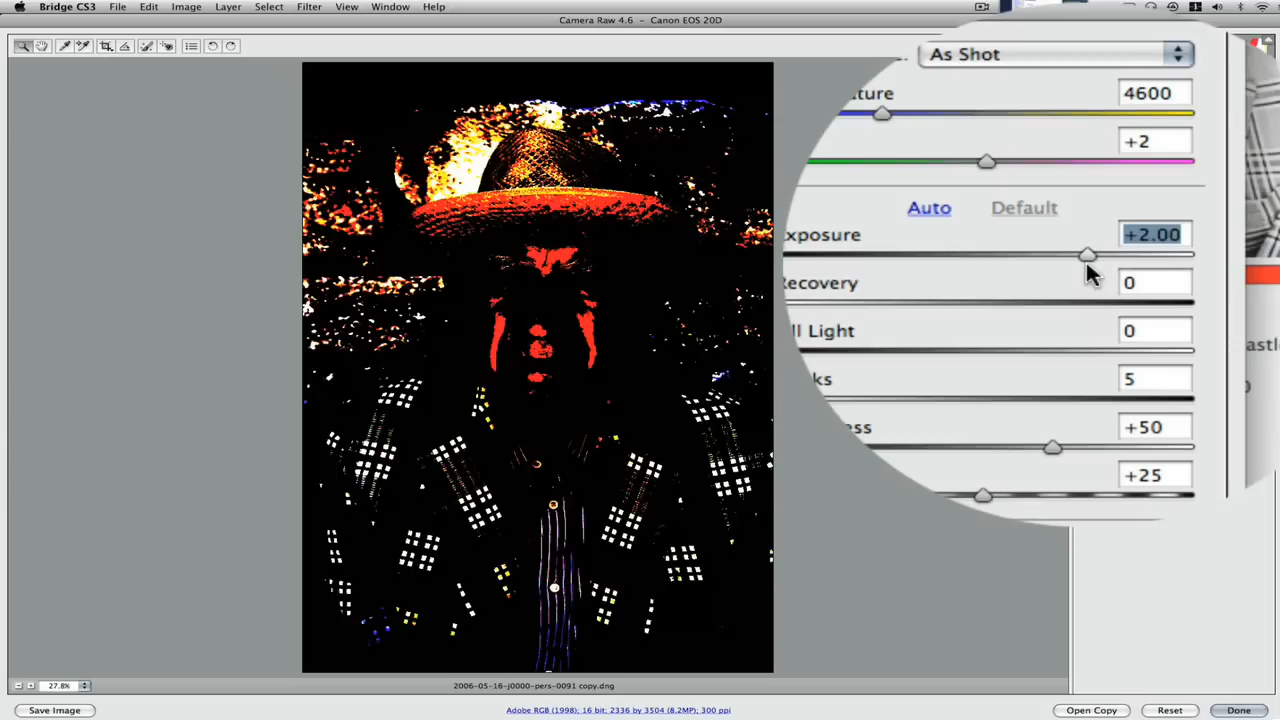 Bridge CS3 File Edit Image Layer Select Filter View Window Help
Camera Raw 4.6 - Canon EOS 20D
As Shot
ature 4600
+2
Auto Default
xposure +2.00
Recovery 0
ll Light 0
ks 5
ess +50
+25
27.8%
2006-05-16-j0000-pers-0091 copy.dng
Save Image
Adobe RGB (1998); 16 bit; 2336 by 3504 (8.2MP); 300 ppi
Open Copy Reset Done